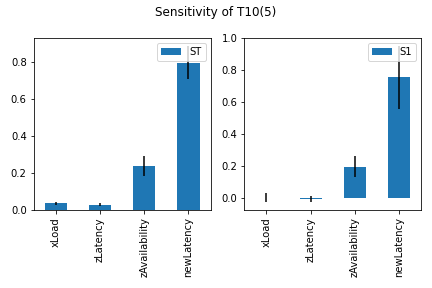 Sensitivity of T10(5)
ST
0.8
0.6
0.4
0.2
0.0
xLoad
zLatency
zAvailability
newLatency
S1
1.0
0.8
0.6
0.4
0.2
0.0
xLoad
zLatency
zAvailability
newLatency